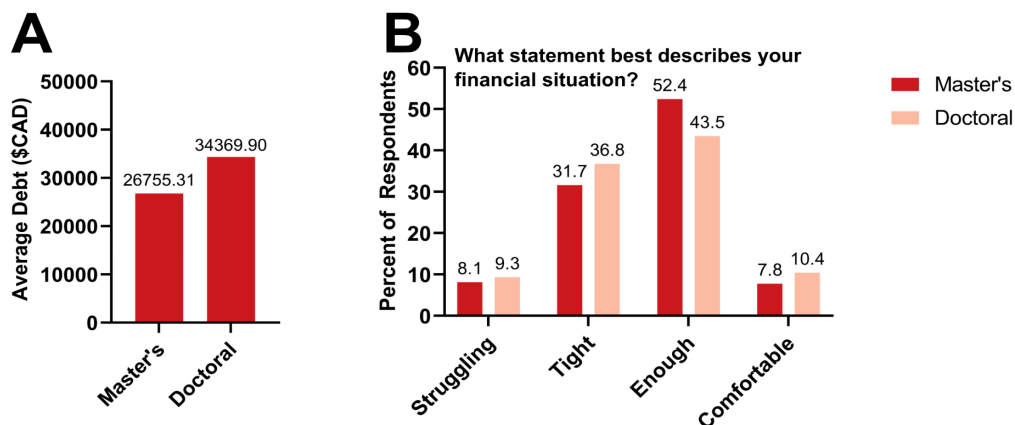 A
Average Debt ($CAD)
50000
40000
30000
20000
10000
0
26755.31
34369.90
Master's
Doctoral
B
What statement best describes your
financial situation?
Percent of Respondents
60
50
40
30
20
10
0
8.1
9.3
31.7
36.8
52.4
43.5
7.8
10.4
Struggling
Tight
Enough
Comfortable
Master's
Doctoral